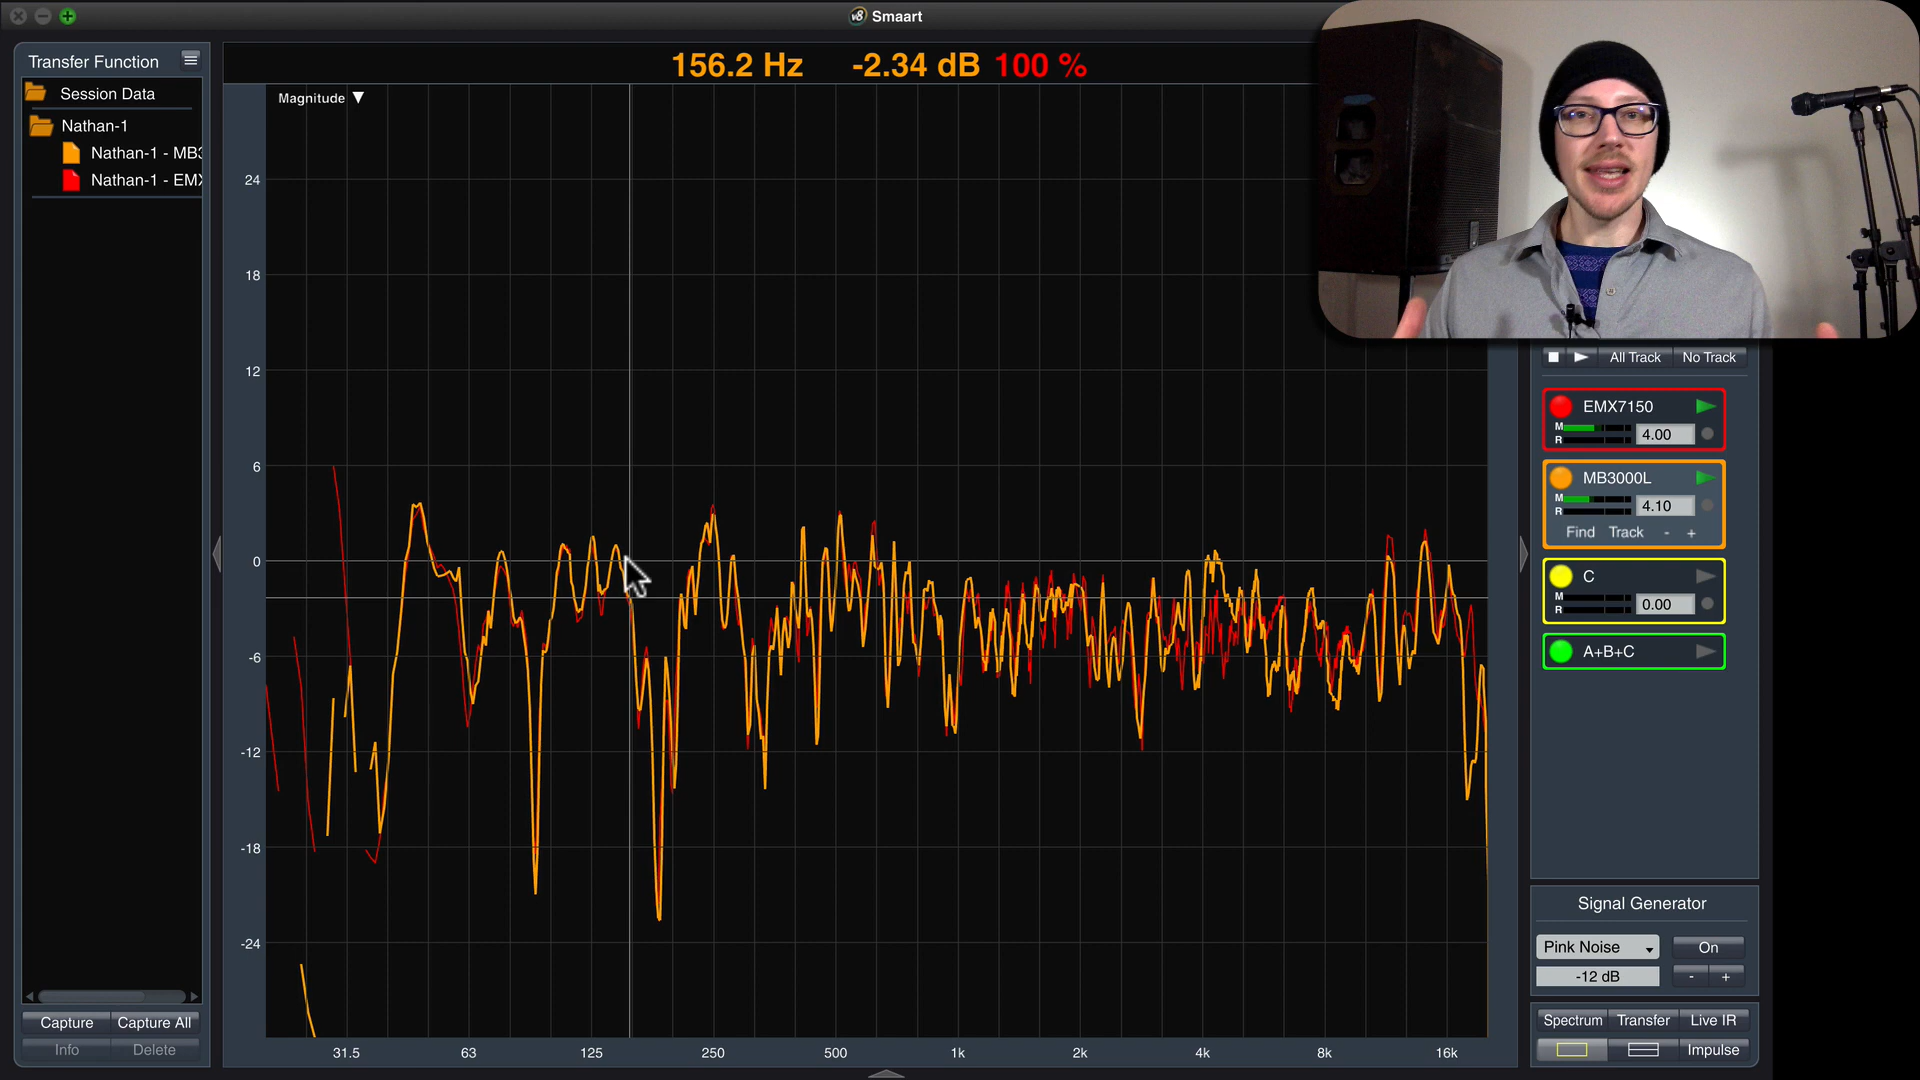 v8 Smaart
Transfer Function
Session Data
Nathan-1
Nathan-1 - MB3
Nathan-1 - EMX
Capture
Capture All
Info
Delete
156.2 Hz -2.34 dB 100 %
Magnitude ▼
24
18
12
6
0
-6
-12
-18
-24
31.5 63 125 250 500 1k 2k 4k 8k 16k
All Track No Track
EMX7150
M
R
4.00
MB3000L
M
R
4.10
Find Track - +
C
M
R
0.00
A+B+C
Signal Generator
Pink Noise On
-12 dB - +
Spectrum Transfer Live IR
Impulse